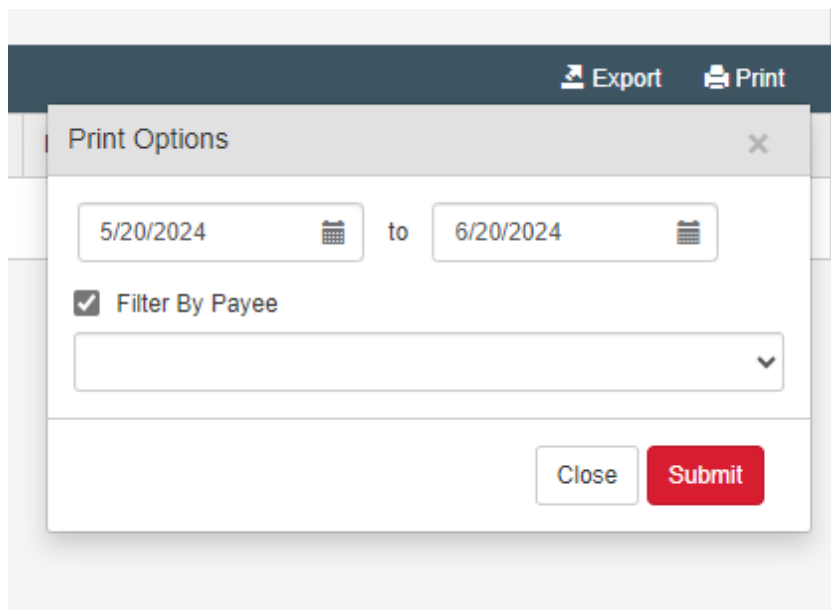 Export Print
Print Options ×
5/20/2024 to 6/20/2024
Filter By Payee
Close Submit